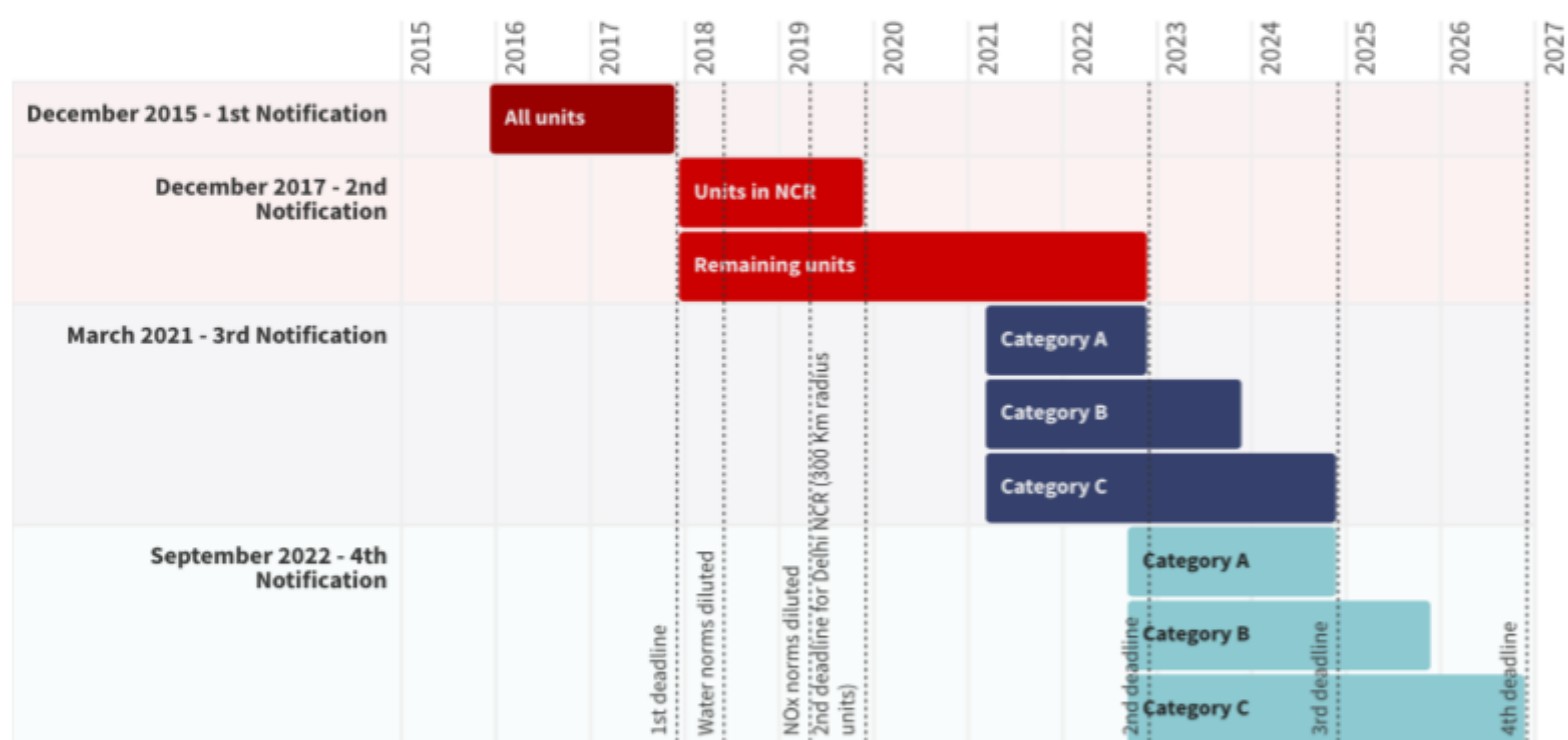 2015
2016
2017
2018
2019
2020
2021
2022
2023
2024
2025
2026
2027
December 2015 - 1st Notification
All units
December 2017 - 2nd
Notification
Units in NCR
Remaining units
March 2021 - 3rd Notification
Category A
Category B
Category C
September 2022 - 4th
Notification
Category A
Category B
Category C
1st deadline
Water norms diluted
NOx norms diluted
2nd deadline for Delhi NCR (300 Km radius
units)
2nd deadline
3rd deadline
4th deadline